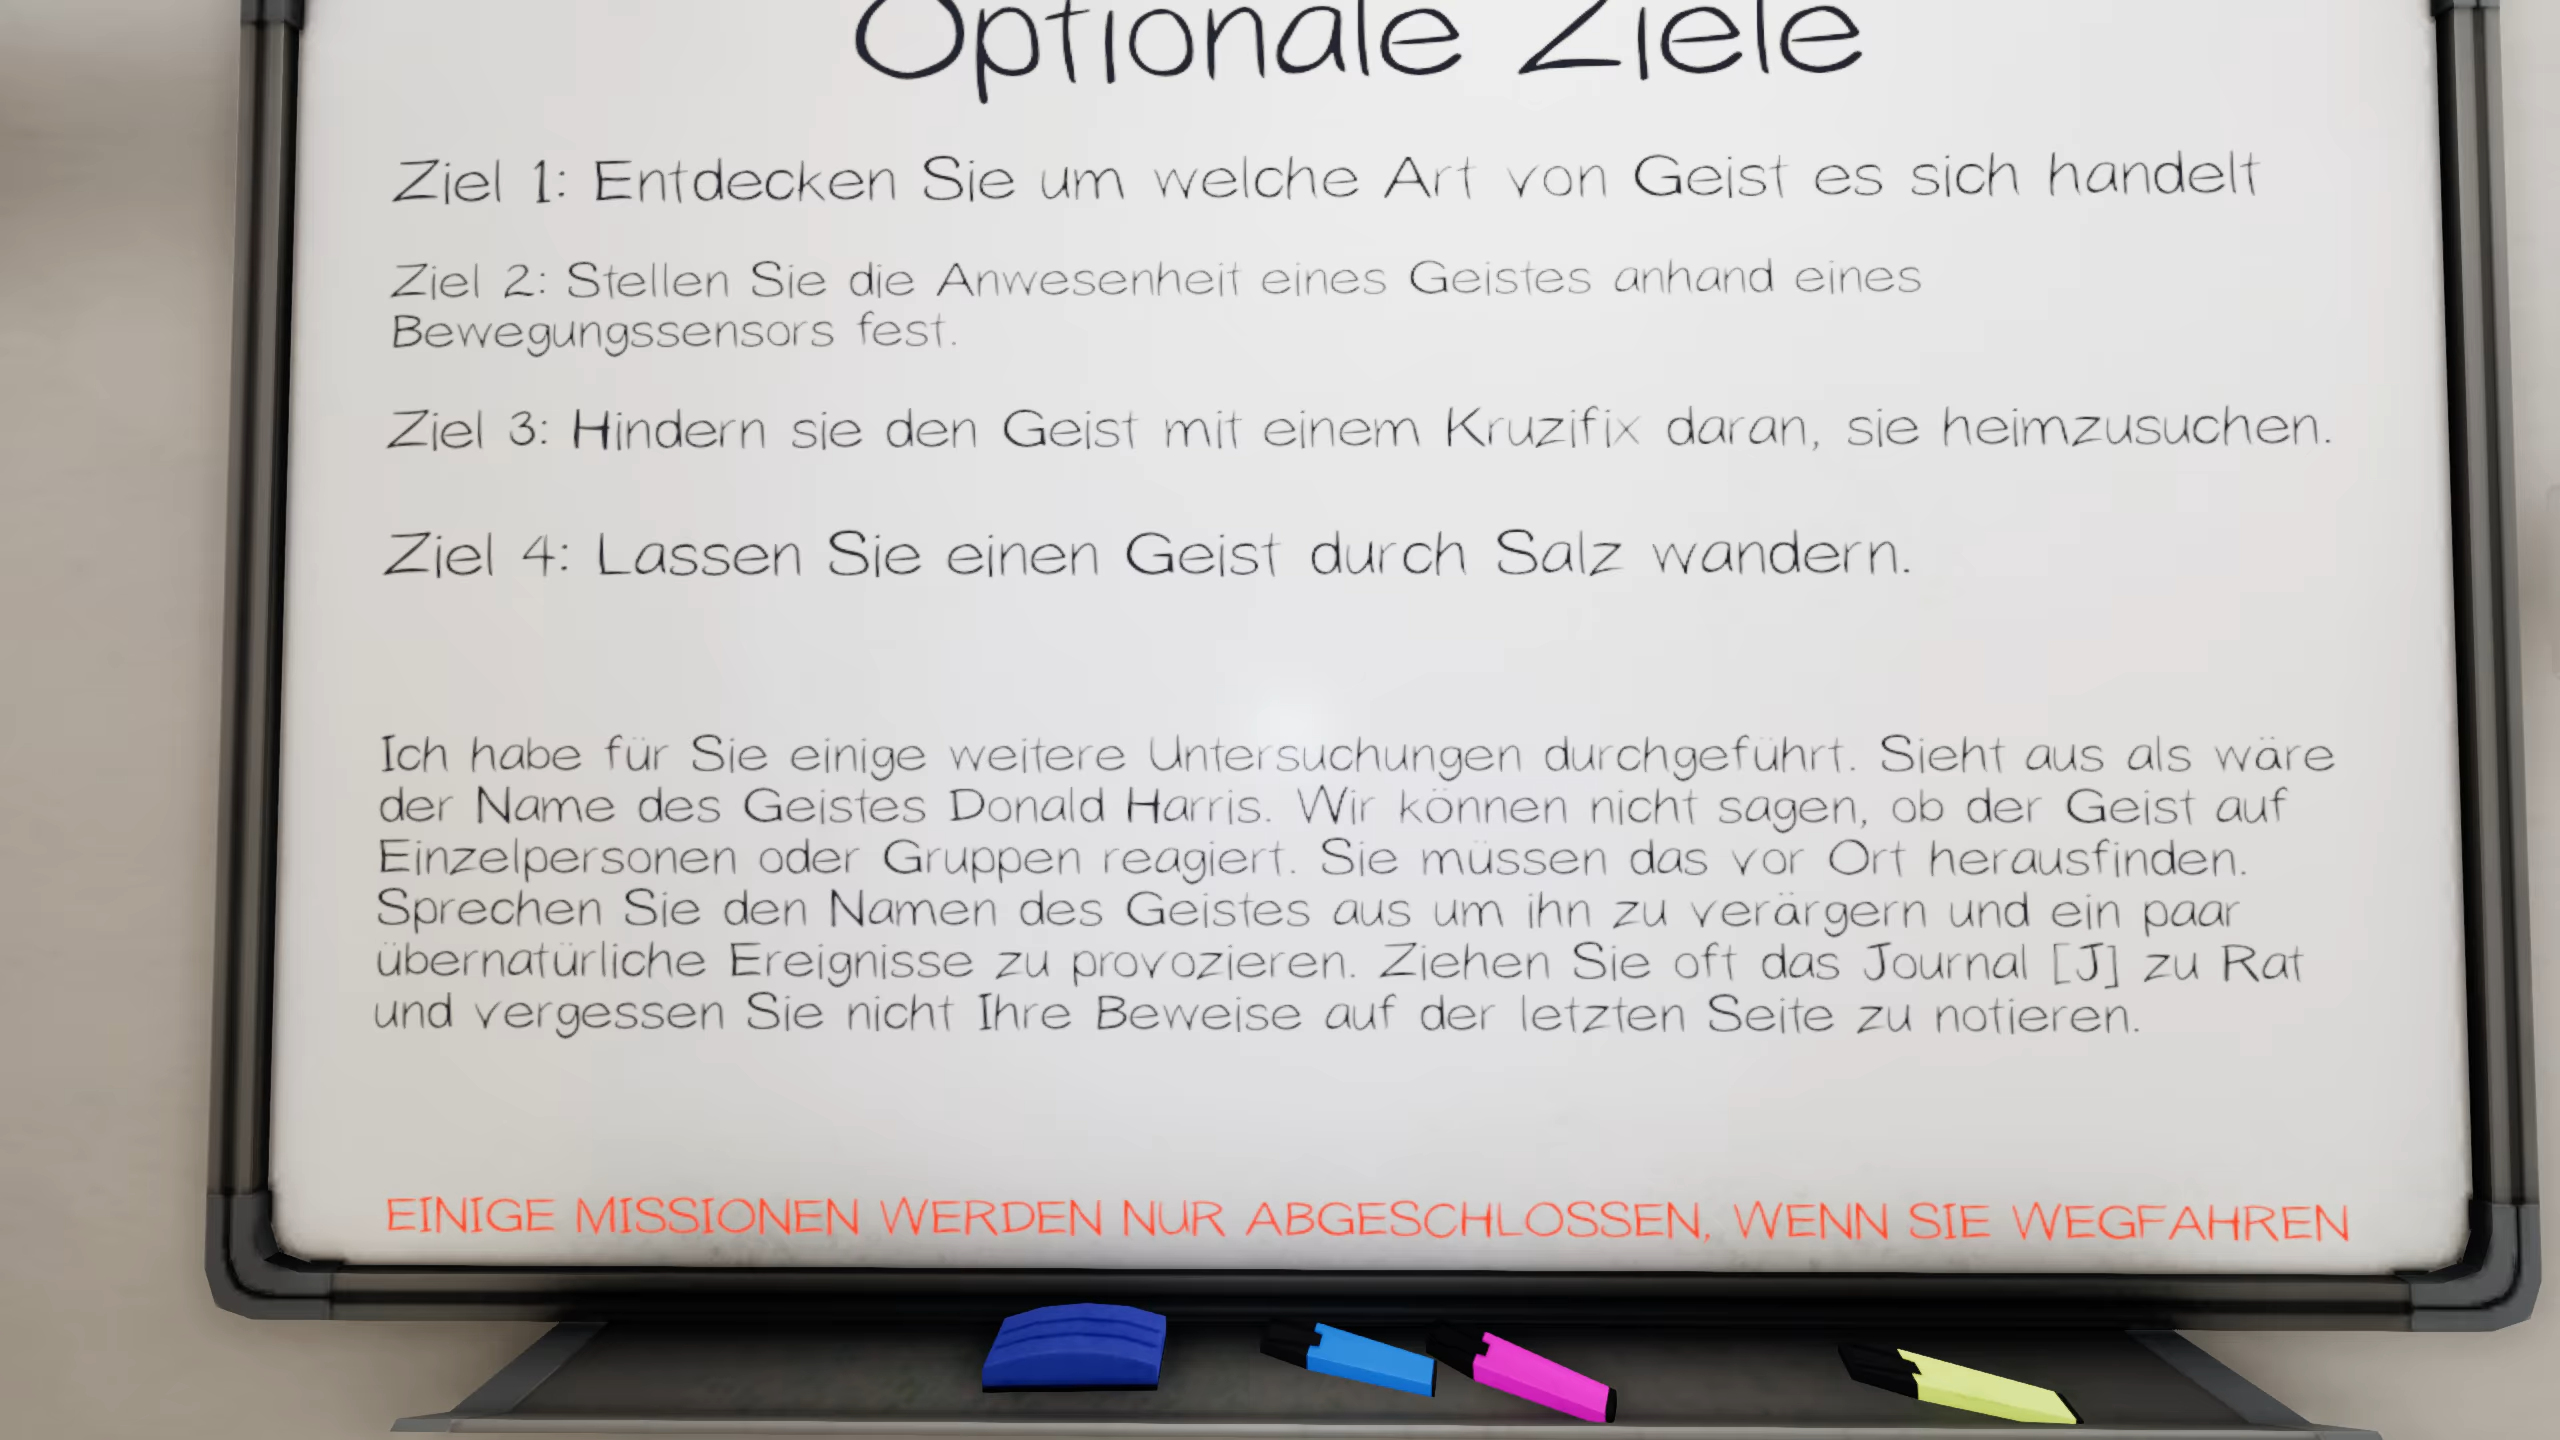 Optionale Ziele
Ziel 1: Entdecken Sie um welche Art von Geist es sich handelt
Ziel 2: Stellen Sie die Anwesenheit eines Geistes anhand eines
Bewegungssensors fest.
Ziel 3: Hindern sie den Geist mit einem Kruzifix daran, sie heimzusuchen.
Ziel 4: Lassen Sie einen Geist durch Salz wandern.
Ich habe für Sie einige weitere Untersuchungen durchgeführt. Sieht aus als wäre
der Name des Geistes Donald Harris. Wir können nicht sagen, ob der Geist auf
Einzelpersonen oder Gruppen reagiert. Sie müssen das vor Ort herausfinden.
Sprechen Sie den Namen des Geistes aus um ihn zu verärgern und ein paar
übernatürliche Ereignisse zu provozieren. Ziehen Sie oft das Journal [J] zu Rat
und vergessen Sie nicht Ihre Beweise auf der letzten Seite zu notieren.
EINIGE MISSIONEN WERDEN NUR ABGESCHLOSSEN, WENN SIE WEGFAHREN